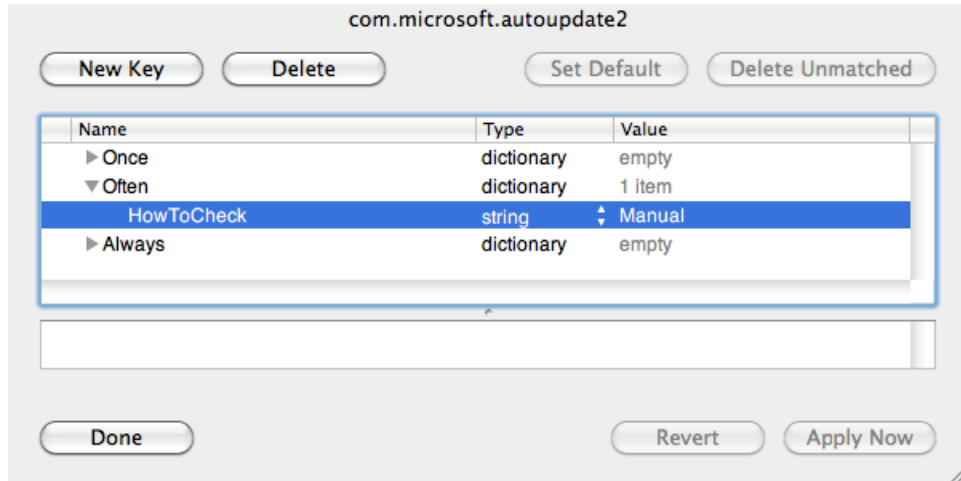 com.microsoft.autoupdate2
New Key Delete Set Default Delete Unmatched
Name Type Value
Once dictionary empty
Often dictionary 1 item
HowToCheck string Manual
Always dictionary empty
Done Revert Apply Now